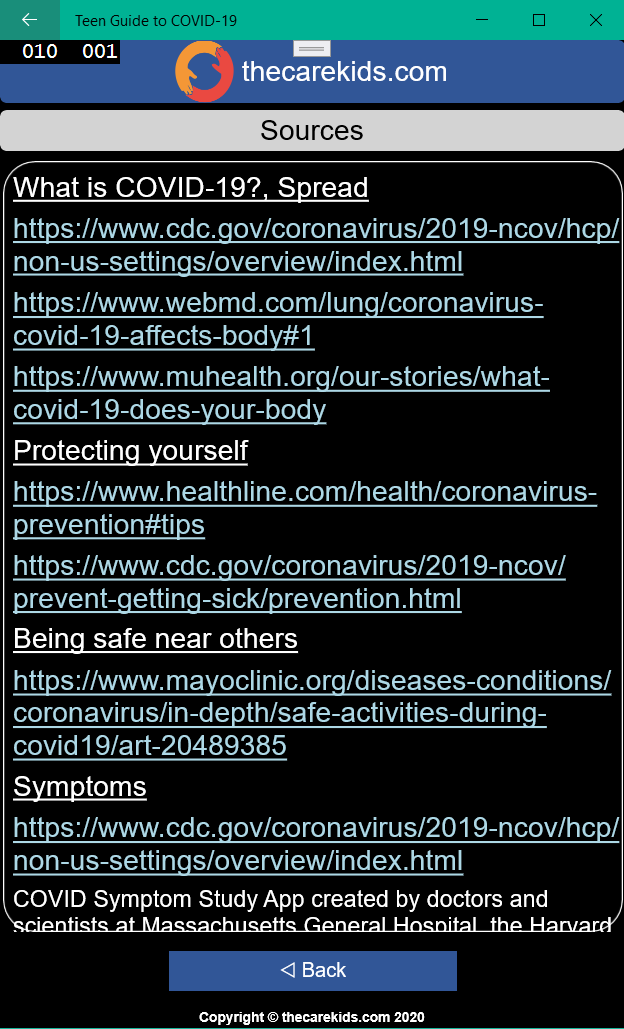 Teen Guide to COVID-19
010 001
thecarekids.com
Sources
What is COVID-19?, Spread
https://www.cdc.gov/coronavirus/2019-ncov/hcp/
non-us-settings/overview/index.html
https://www.webmd.com/lung/coronavirus-
covid-19-affects-body#1
https://www.muhealth.org/our-stories/what-
covid-19-does-your-body
Protecting yourself
https://www.healthline.com/health/coronavirus-
prevention#tips
https://www.cdc.gov/coronavirus/2019-ncov/
prevent-getting-sick/prevention.html
Being safe near others
https://www.mayoclinic.org/diseases-conditions/
coronavirus/in-depth/safe-activities-during-
covid19/art-20489385
Symptoms
https://www.cdc.gov/coronavirus/2019-ncov/hcp/
non-us-settings/overview/index.html
COVID Symptom Study App created by doctors and
scientists at Massachusetts General Hospital, the Harvard
Back
Copyright © thecarekids.com 2020